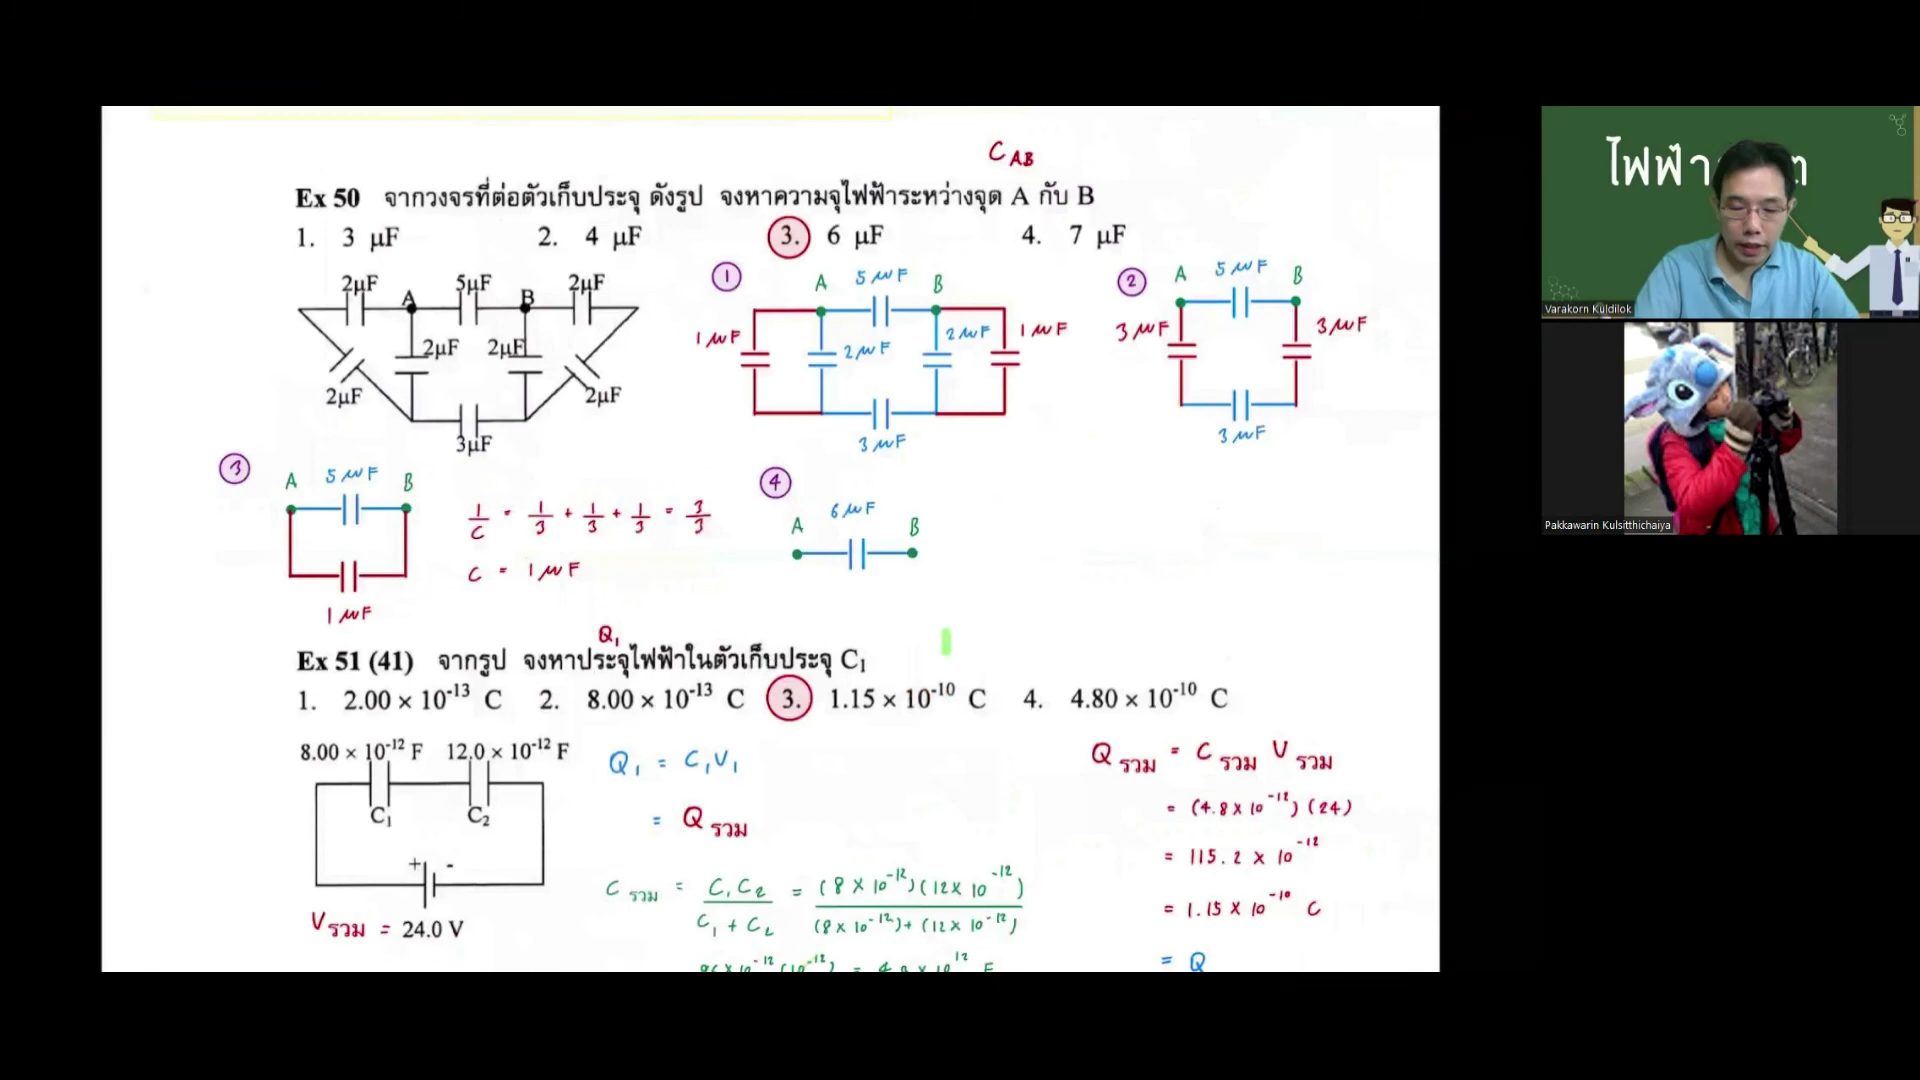 C AB
Ex 50 จากวงจรที่ต่อตัวเก็บประจุ ดังรูป จงหาความจุไฟฟ้าระหว่างจุด A กับ B
1. 3 μF 2. 4 μF 3. 6 μF 4. 7 μF
2μF A 5μF B 2μF
2μF 2μF
2μF 2μF
3μF
① A 5 μF B
1 μF 2 μF 2 μF 1 μF
3 μF
② A 5 μF B
3 μF 3 μF
3 μF
③ A 5 μF B
1 μF
1/C = 1/3 + 1/3 + 1/3 = 3/3
C = 1 μF
④ A 6 μF B
Q₁
Ex 51 (41) จากรูป จงหาประจุไฟฟ้าในตัวเก็บประจุ C₁
1. 2.00 × 10⁻¹³ C 2. 8.00 × 10⁻¹³ C 3. 1.15 × 10⁻¹⁰ C 4. 4.80 × 10⁻¹⁰ C
8.00 × 10⁻¹² F 12.0 × 10⁻¹² F
C₁ C₂
+ -
V รวม = 24.0 V
Q₁ = C₁V₁
= Q รวม
C รวม = C₁C₂/(C₁ + C₂) = (8 × 10⁻¹²)(12 × 10⁻¹²)/((8 × 10⁻¹²) + (12 × 10⁻¹²))
Q รวม = C รวม V รวม
= (4.8 × 10⁻¹²)(24)
= 115.2 × 10⁻¹²
= 1.15 × 10⁻¹⁰ C
= Q
ไฟฟ้า
Varakorn Kuldilok
Pakkawarin Kulsitthichaiya